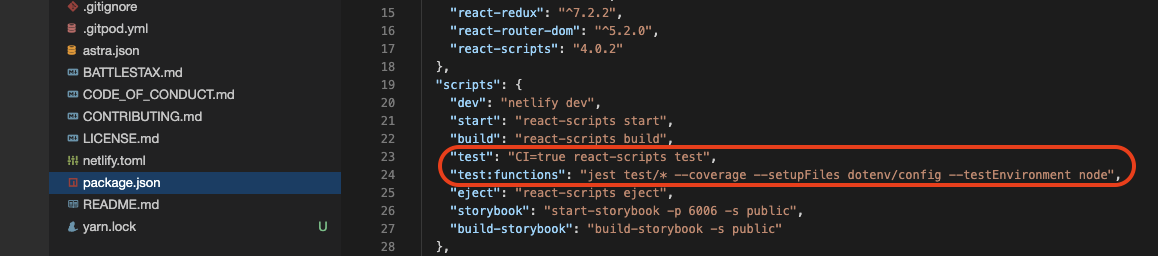 .gitignore
.gitpod.yml
astra.json
BATTLESTAX.md
CODE_OF_CONDUCT.md
CONTRIBUTING.md
LICENSE.md
netlify.toml
package.json
README.md
yarn.lock U
15 "react-redux": "^7.2.2",
16 "react-router-dom": "^5.2.0",
17 "react-scripts": "4.0.2"
18 },
19 "scripts": {
20 "dev": "netlify dev",
21 "start": "react-scripts start",
22 "build": "react-scripts build",
23 "test": "CI=true react-scripts test",
24 "test:functions": "jest test/* --coverage --setupFiles dotenv/config --testEnvironment node",
25 "eject": "react-scripts eject",
26 "storybook": "start-storybook -p 6006 -s public",
27 "build-storybook": "build-storybook -s public"
28 },